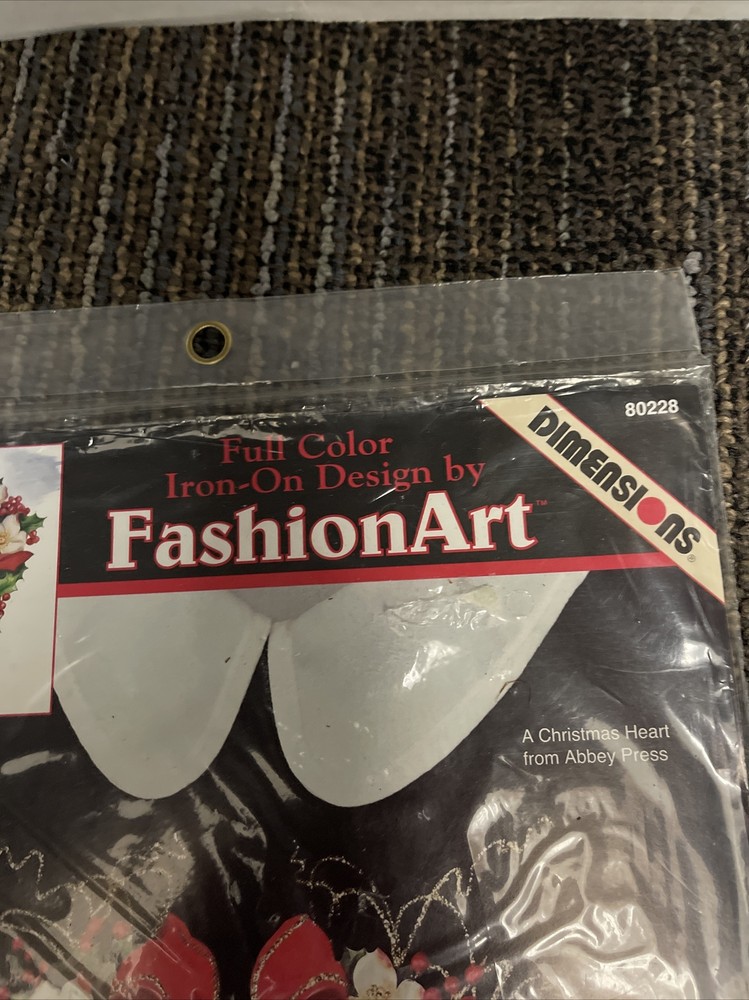 80228
DIMENSIONS®
Full Color
Iron-On Design by
FashionArt™
A Christmas Heart
from Abbey Press